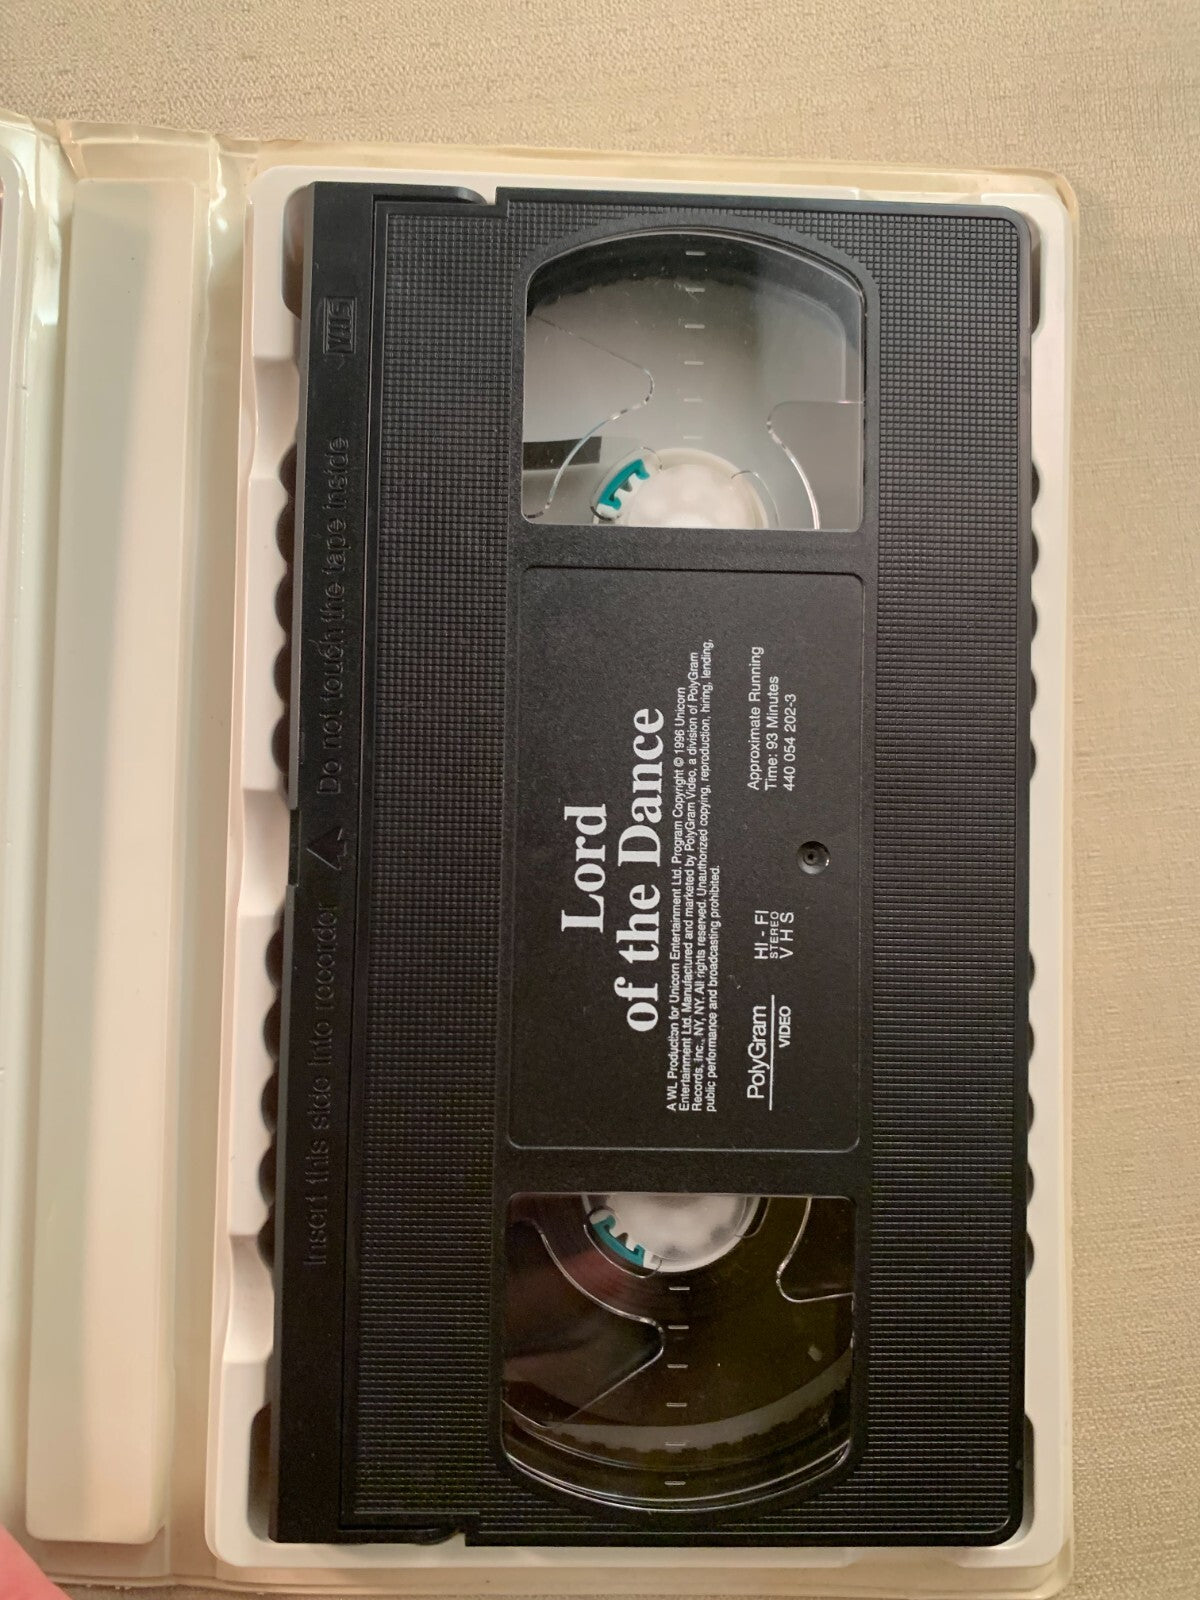 VHS
Insert this side into recorder Do not touch the tape inside
Lord
of the Dance
A WL Production for Unicorn Entertainment Ltd. Program Copyright © 1996 Unicorn
Entertainment Ltd. Manufactured and marketed by PolyGram Video, a division of PolyGram
Records, Inc., NY, NY. All rights reserved. Unauthorized copying, reproduction, hiring, lending,
public performance and broadcasting prohibited.
PolyGram
VIDEO
HI - FI
STEREO
VHS
Approximate Running
Time: 93 Minutes
440 054 202-3